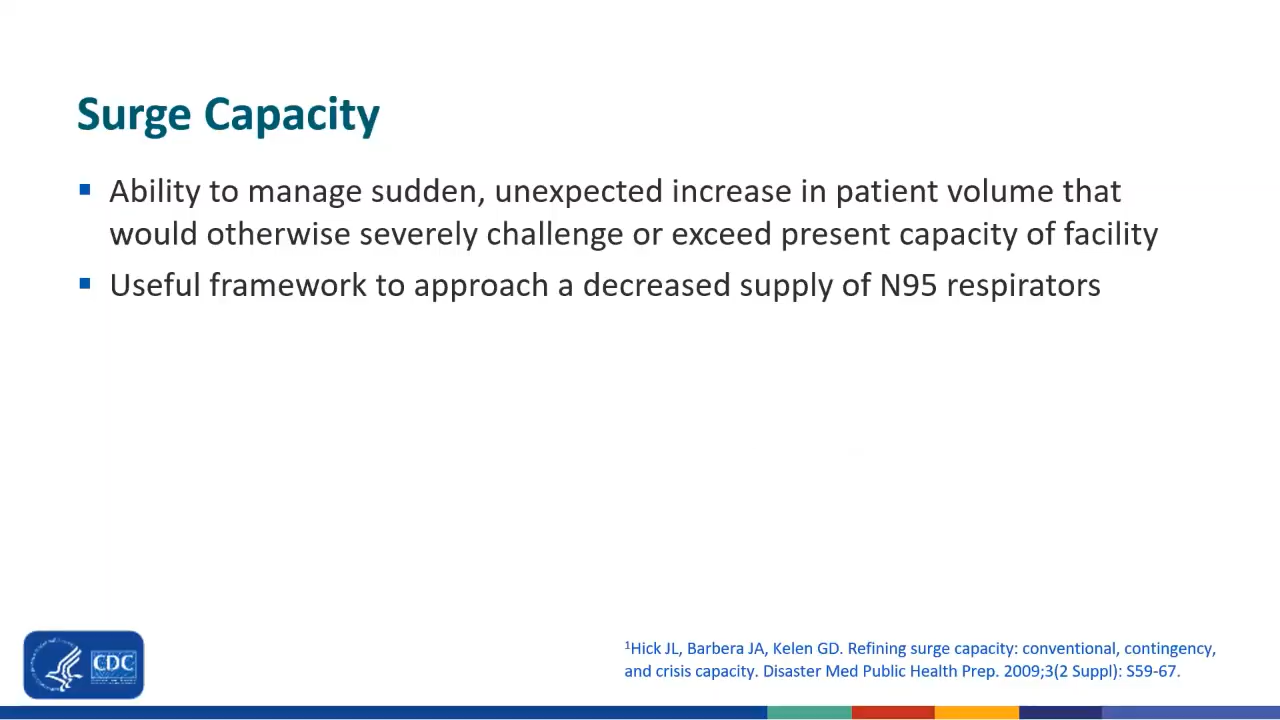 Surge Capacity
▪ Ability to manage sudden, unexpected increase in patient volume that
would otherwise severely challenge or exceed present capacity of facility
▪ Useful framework to approach a decreased supply of N95 respirators
¹Hick JL, Barbera JA, Kelen GD. Refining surge capacity: conventional, contingency,
and crisis capacity. Disaster Med Public Health Prep. 2009;3(2 Suppl): S59-67.
CDC